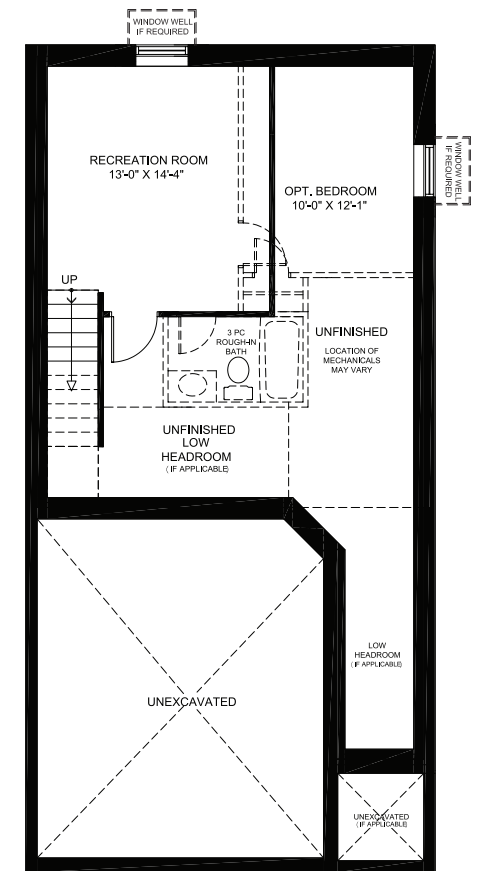 WINDOW WELL
IF REQUIRED
WINDOW WELL
IF REQUIRED
RECREATION ROOM
13'-0" X 14'-4"
OPT. BEDROOM
10'-0" X 12'-1"
UP
3 PC
ROUGH-IN
BATH
UNFINISHED
LOCATION OF
MECHANICALS
MAY VARY
UNFINISHED
LOW
HEADROOM
( IF APPLICABLE)
LOW
HEADROOM
( IF APPLICABLE)
UNEXCAVATED
UNEXCAVATED
( IF APPLICABLE)